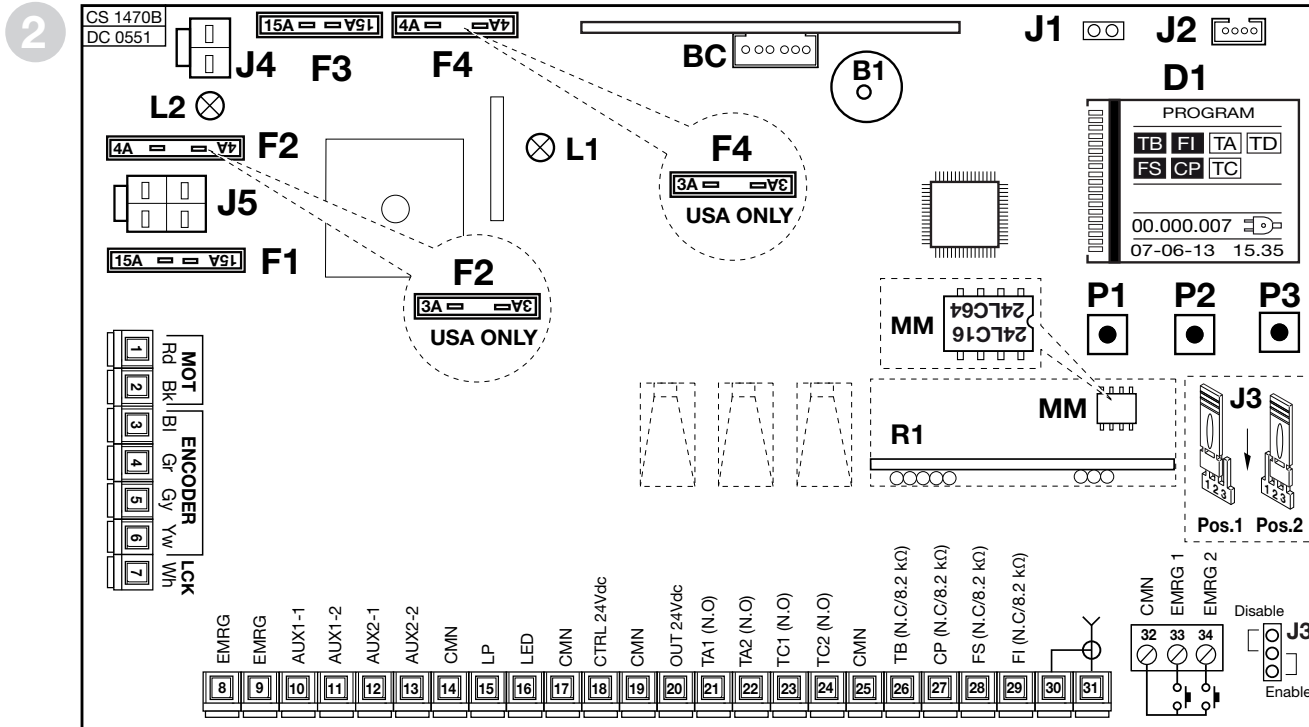 2
CS 1470B
DC 0551
J4
15A 15A
F3
4A 4A
F4
BC
B1
J1
J2
D1
PROGRAM
TB FI TA TD
FS CP TC
00.000.007
07-06-13 15.35
L2
4A 4A
F2
L1
F4
3A 3A
USA ONLY
J5
15A 15A
F1
F2
3A 3A
USA ONLY
P1
P2
P3
MM
24LC64
24LC16
MM
R1
J3
1 2 3
1 2 3
Pos.1 Pos.2
1
2
3
4
5
6
7
Rd
Bk
Bl
Gr
Gy
Yw
Wh
MOT
ENCODER
LCK
EMRG
EMRG
AUX1-1
AUX1-2
AUX2-1
AUX2-2
CMN
LP
LED
CMN
CTRL 24Vdc
CMN
OUT 24Vdc
TA1 (N.O)
TA2 (N.O)
TC1 (N.O)
TC2 (N.O)
CMN
TB (N.C/8.2 kΩ)
CP (N.C/8.2 kΩ)
FS (N.C/8.2 kΩ)
FI (N.C/8.2 kΩ)
8 9 10 11 12 13 14 15 16 17 18 19 20 21 22 23 24 25 26 27 28 29 30 31
CMN
EMRG 1
EMRG 2
32 33 34
Disable
J3
Enable